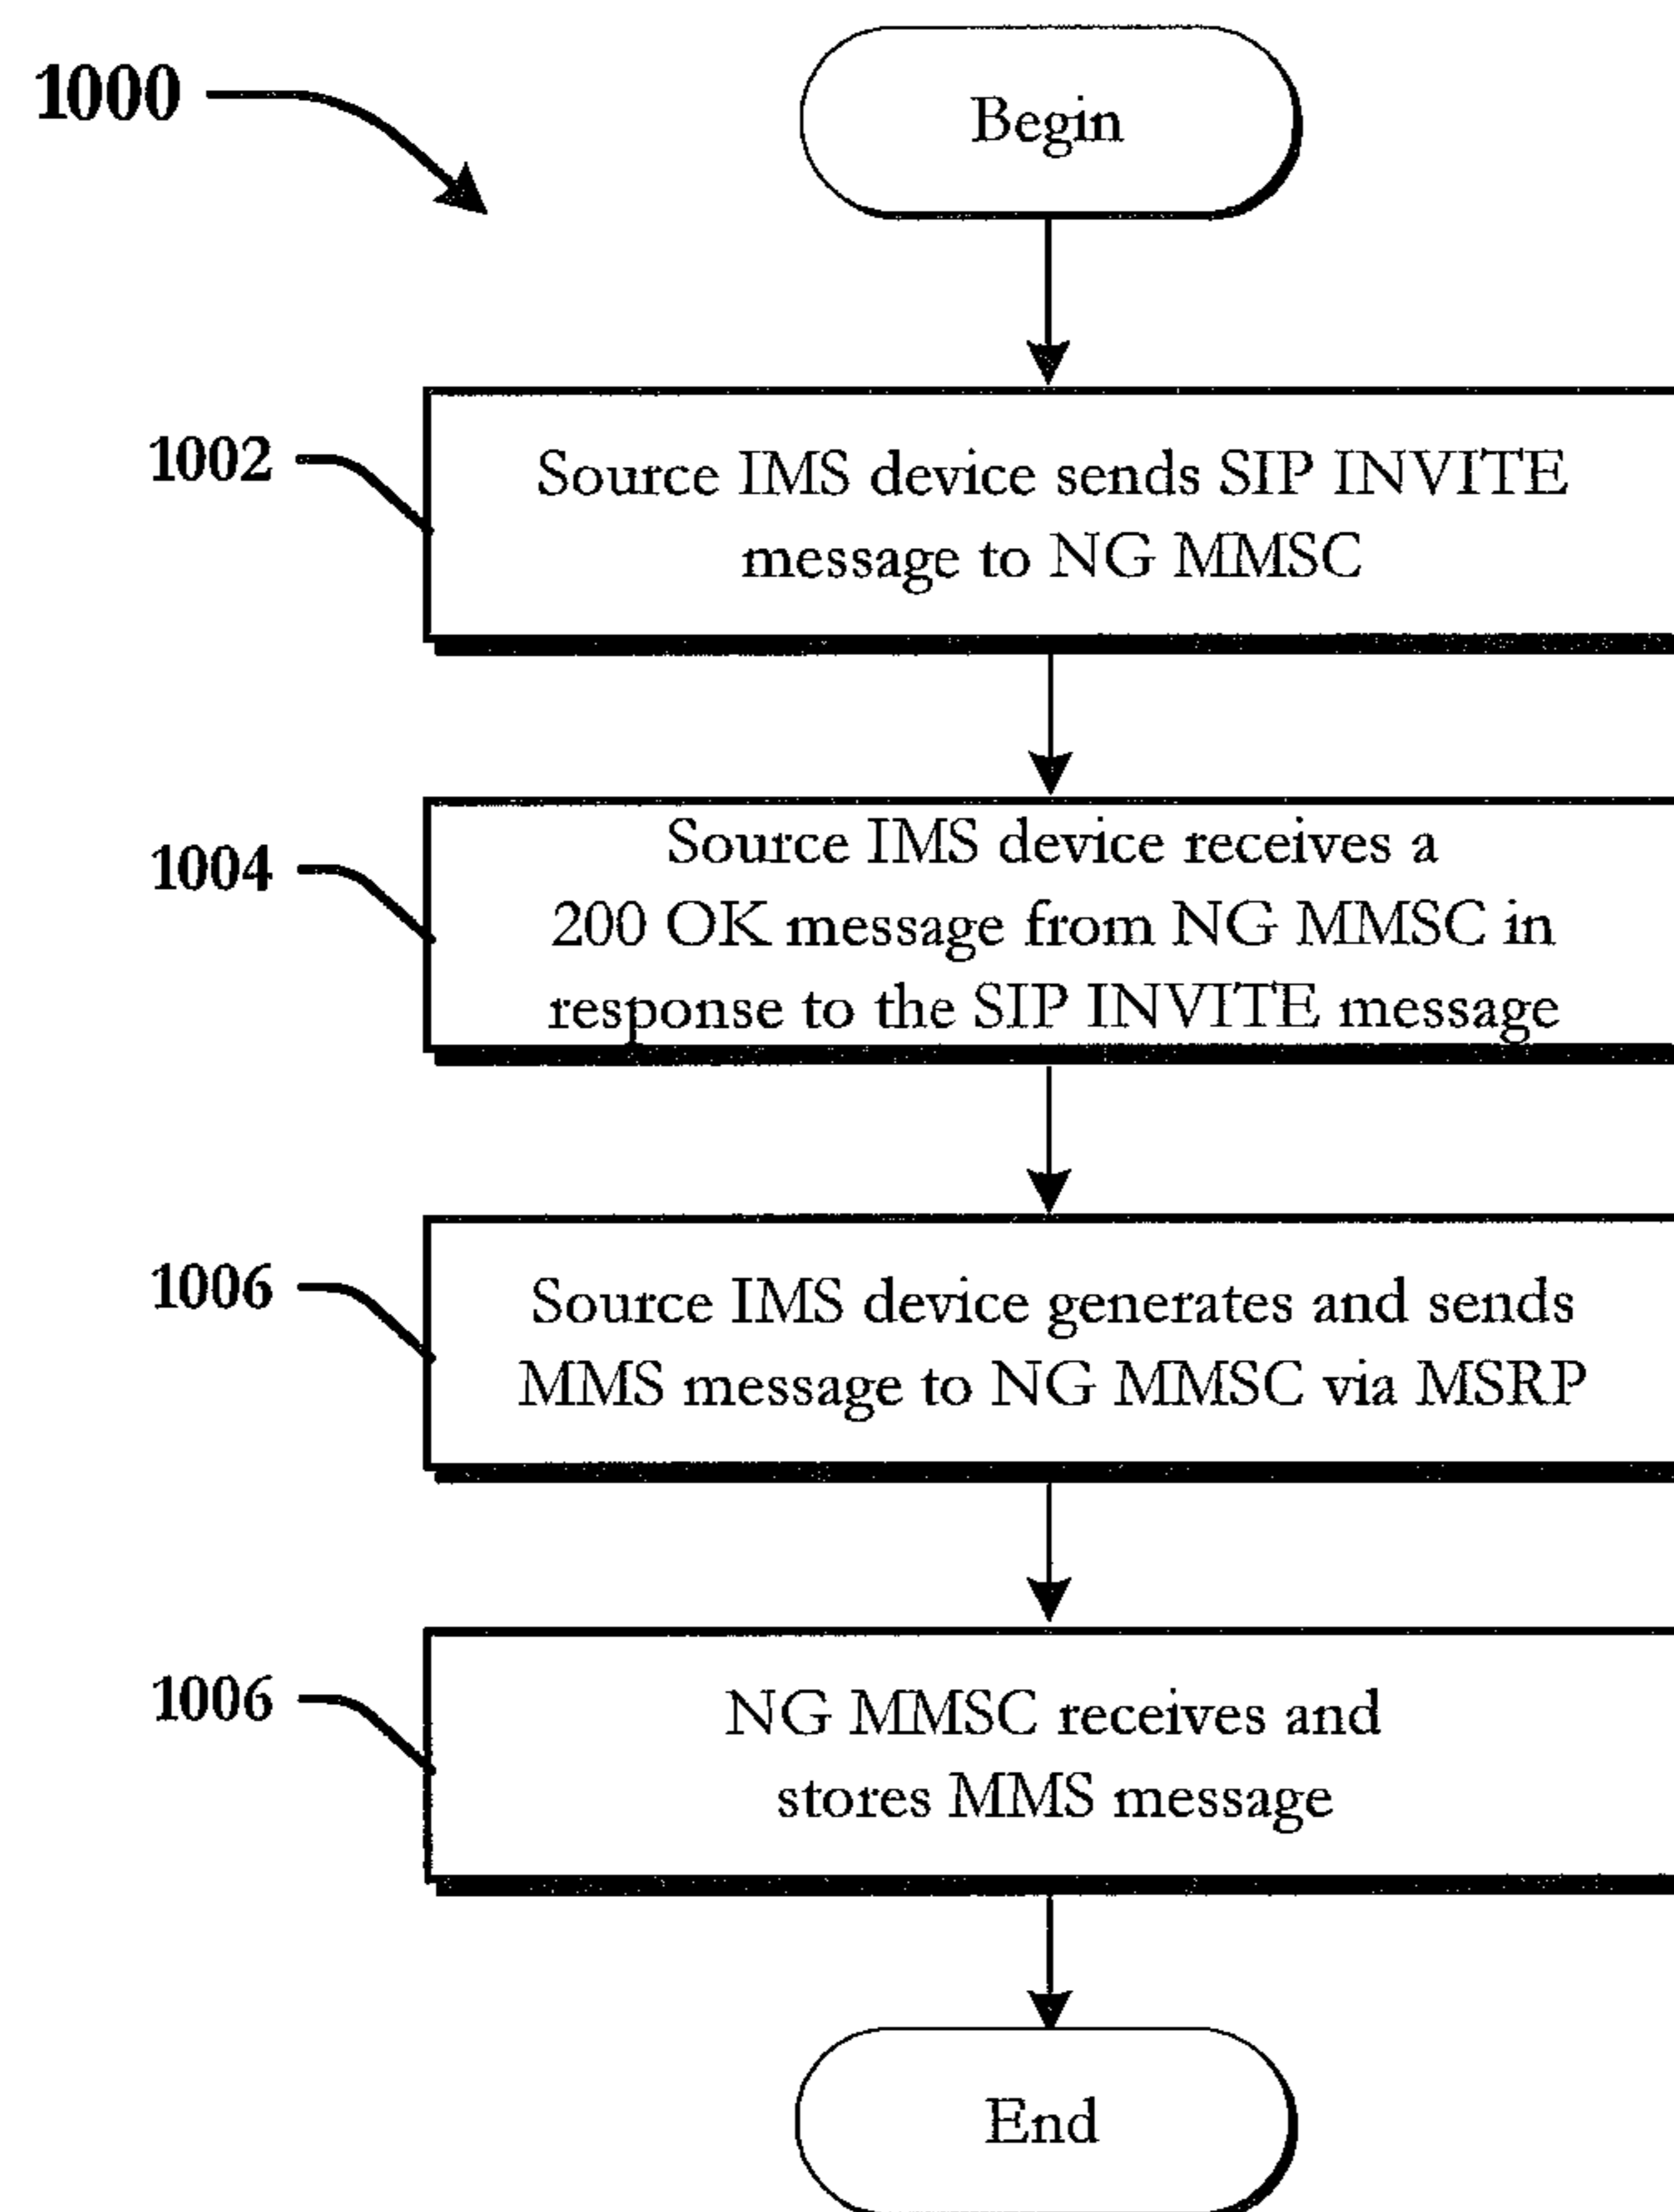 1000
Begin
1002
Source IMS device sends SIP INVITE
message to NG MMSC
1004
Source IMS device receives a
200 OK message from NG MMSC in
response to the SIP INVITE message
1006
Source IMS device generates and sends
MMS message to NG MMSC via MSRP
1006
NG MMSC receives and
stores MMS message
End